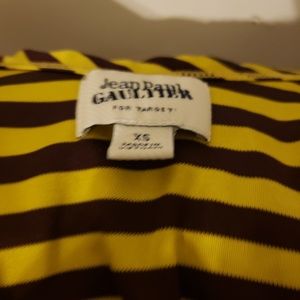 Jean Paul
GAULTIER
FOR TARGET
XS